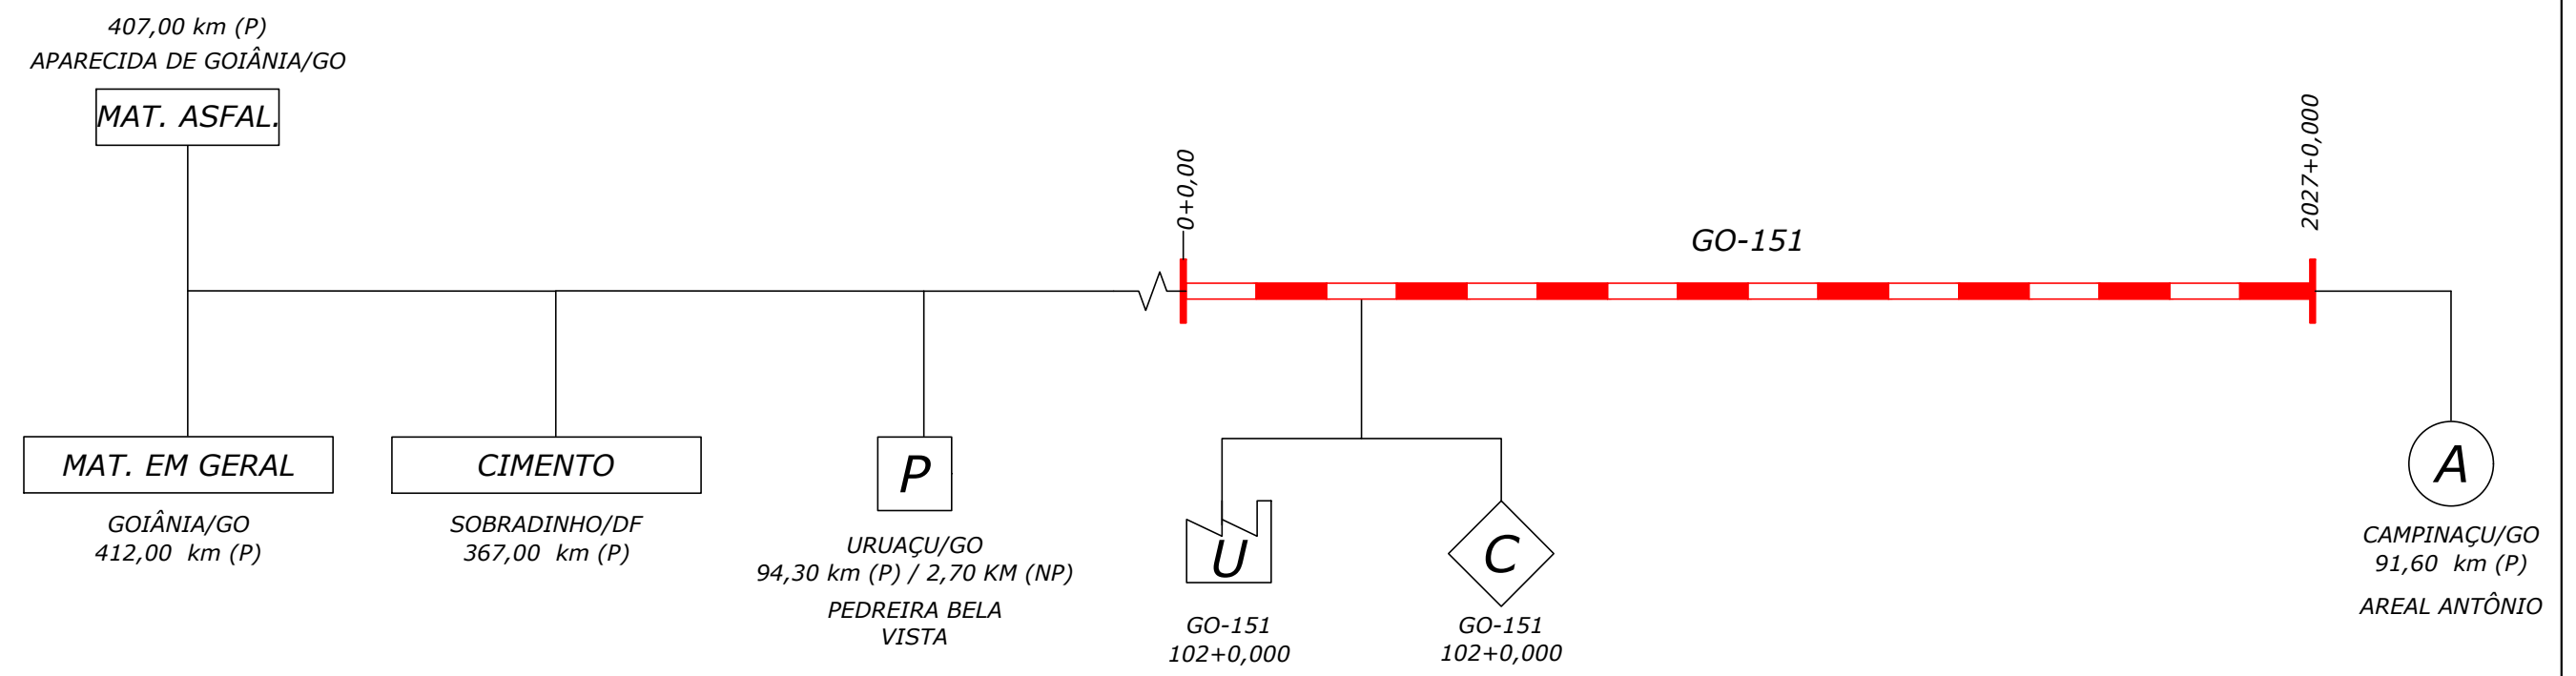 407,00 km (P)
APARECIDA DE GOIÂNIA/GO
MAT. ASFAL.
0+0,00
GO-151
2027+0,000
MAT. EM GERAL
GOIÂNIA/GO
412,00 km (P)
CIMENTO
SOBRADINHO/DF
367,00 km (P)
P
URUAÇU/GO
94,30 km (P) / 2,70 KM (NP)
PEDREIRA BELA
VISTA
U
GO-151
102+0,000
C
GO-151
102+0,000
A
CAMPINAÇU/GO
91,60 km (P)
AREAL ANTÔNIO